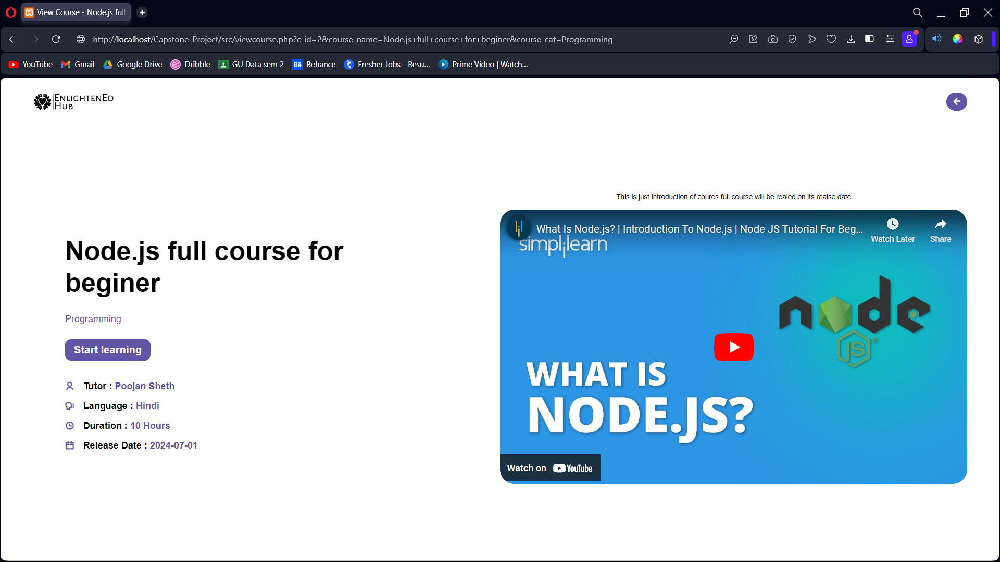 View Course - Node.js full
http://localhost/Capstone_Project/src/viewcourse.php?c_id=2&course_name=Node.js+full+course+for+beginer&course_cat=Programming
YouTube
Gmail
Google Drive
Dribble
GU Data sem 2
Bē Behance
Fresher Jobs - Resu...
Prime Video | Watch...
ENLIGHTENED
HUB
Node.js full course for
beginer
Programming
Start learning
Tutor : Poojan Sheth
Language : Hindi
Duration : 10 Hours
Release Date : 2024-07-01
This is just introduction of coures full course will be realed on its realse date
What Is Node.js? | Introduction To Node.js | Node JS Tutorial For Beg...
Watch Later
Share
simplilearn
node
JS®
WHAT IS
NODE.JS?
Watch on YouTube